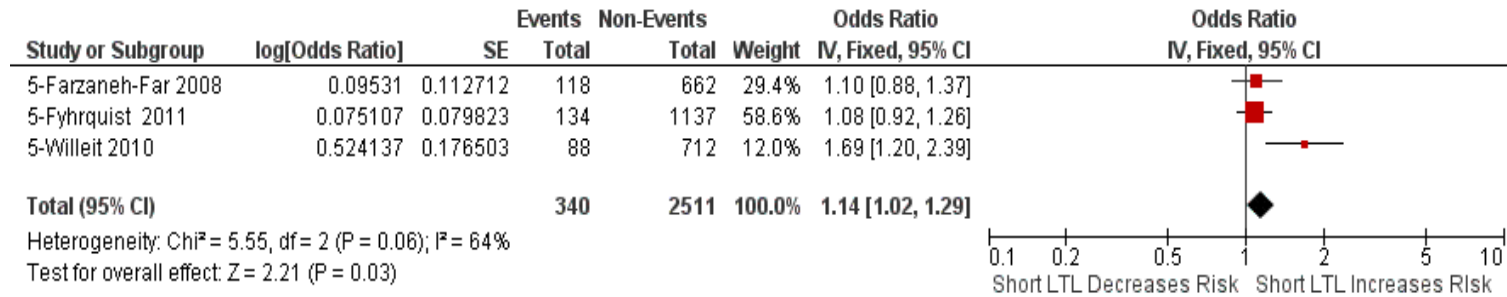 Events Non-Events Odds Ratio Odds Ratio
Study or Subgroup log[Odds Ratio] SE Total Total Weight IV, Fixed, 95% CI IV, Fixed, 95% CI
5-Farzaneh-Far 2008 0.09531 0.112712 118 662 29.4% 1.10 [0.88, 1.37]
5-Fyhrquist 2011 0.075107 0.079823 134 1137 58.6% 1.08 [0.92, 1.26]
5-Willeit 2010 0.524137 0.176503 88 712 12.0% 1.69 [1.20, 2.39]
Total (95% CI) 340 2511 100.0% 1.14 [1.02, 1.29]
Heterogeneity: Chi² = 5.55, df = 2 (P = 0.06); I² = 64%
Test for overall effect: Z = 2.21 (P = 0.03)
0.1 0.2 0.5 1 2 5 10
Short LTL Decreases Risk Short LTL Increases RIsk